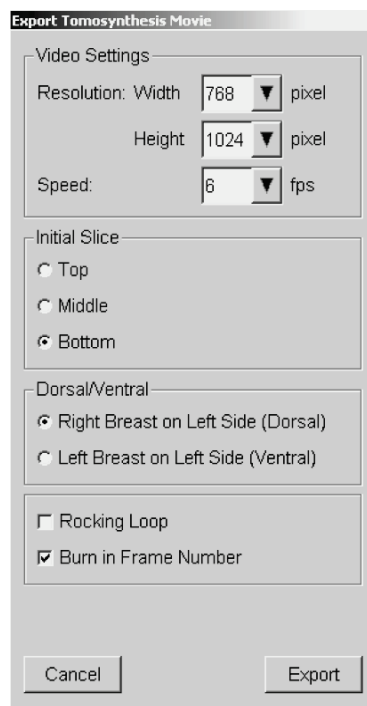 Export Tomosynthesis Movie
Video Settings
Resolution: Width 768 pixel
Height 1024 pixel
Speed: 6 fps
Initial Slice
Top
Middle
Bottom
Dorsal/Ventral
Right Breast on Left Side (Dorsal)
Left Breast on Left Side (Ventral)
Rocking Loop
Burn in Frame Number
Cancel Export